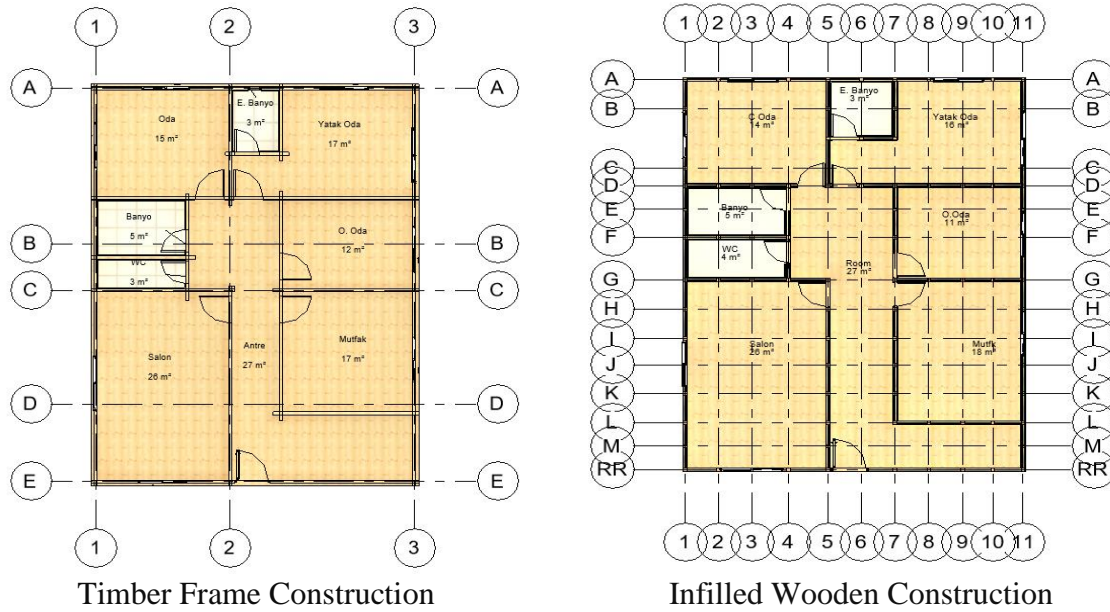 1
2
3
A
A
E. Banyo
3 m²
Oda
15 m²
Yatak Oda
17 m²
Banyo
5 m²
B
B
O. Oda
12 m²
WC
3 m²
C
C
Salon
26 m²
Antre
27 m²
Mutfak
17 m²
D
D
E
E
1
2
3
Timber Frame Construction
1 2 3 4 5 6 7 8 9 10 11
A
A
E. Banyo
3 m²
B
B
C Oda
14 m²
Yatak Oda
16 m²
C
C
D
D
Banyo
5 m²
E
E
O.Oda
11 m²
F
F
WC
4 m²
Room
27 m²
G
G
H
H
I
I
Salon
26 m²
Mutfk
18 m²
J
J
K
K
L
L
M
M
RR
RR
1 2 3 4 5 6 7 8 9 10 11
Infilled Wooden Construction